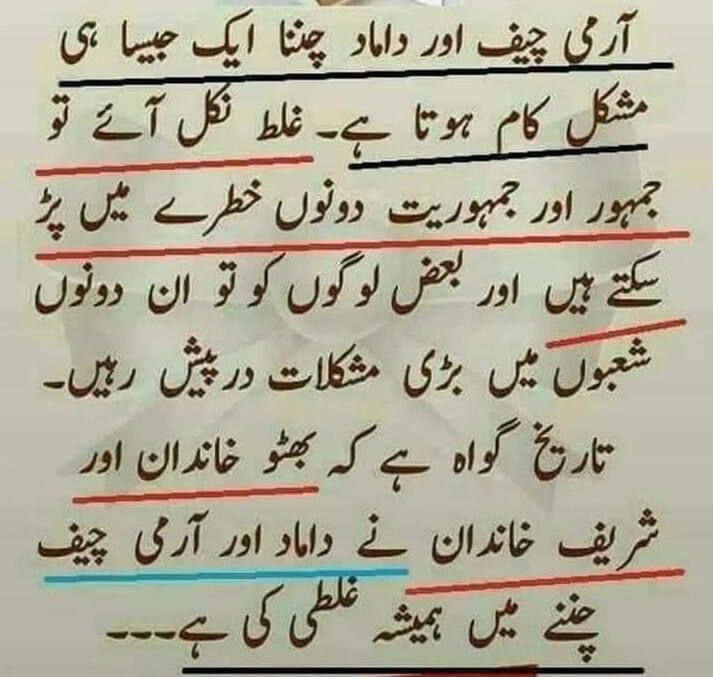 آرمی چیف اور داماد چننا ایک جیسا ہی
مشکل کام ہوتا ہے۔ غلط نکل آئے تو
جمہور اور جمہوریت دونوں خطرے میں پڑ
سکتے ہیں اور بعض لوگوں کو تو ان دونوں
شعبوں میں بڑی مشکلات درپیش رہیں۔
تاریخ گواہ ہے کہ بھٹو خاندان اور
شریف خاندان نے داماد اور آرمی چیف
چننے میں ہمیشہ غلطی کی ہے۔۔۔